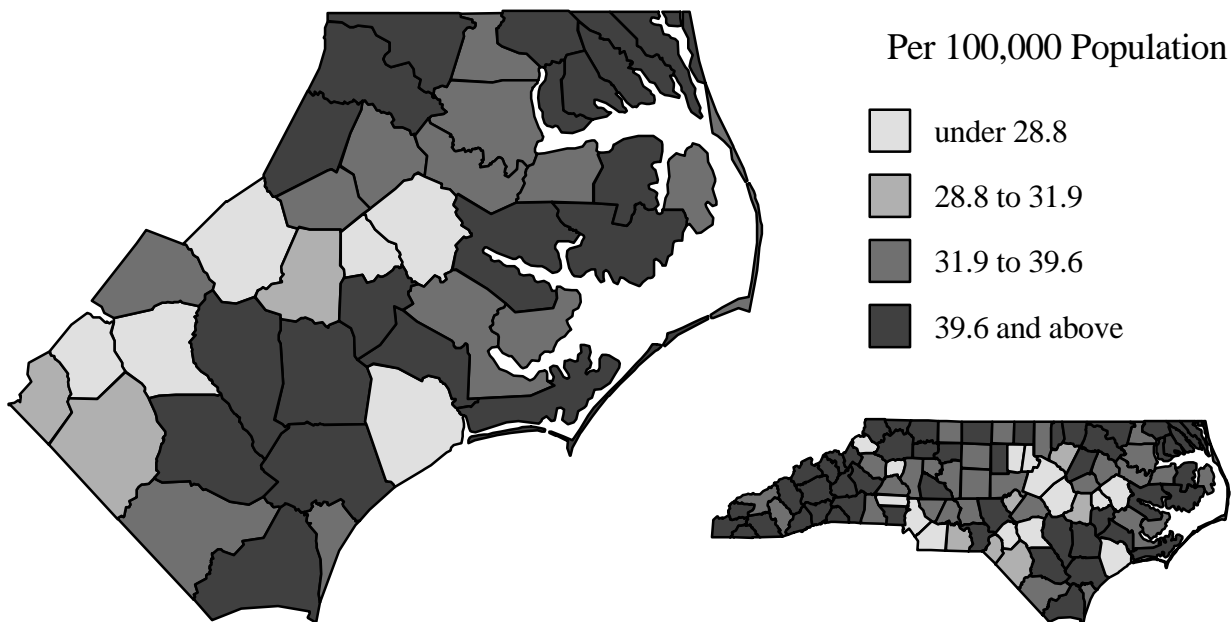 Per 100,000 Population
under 28.8
28.8 to 31.9
31.9 to 39.6
39.6 and above